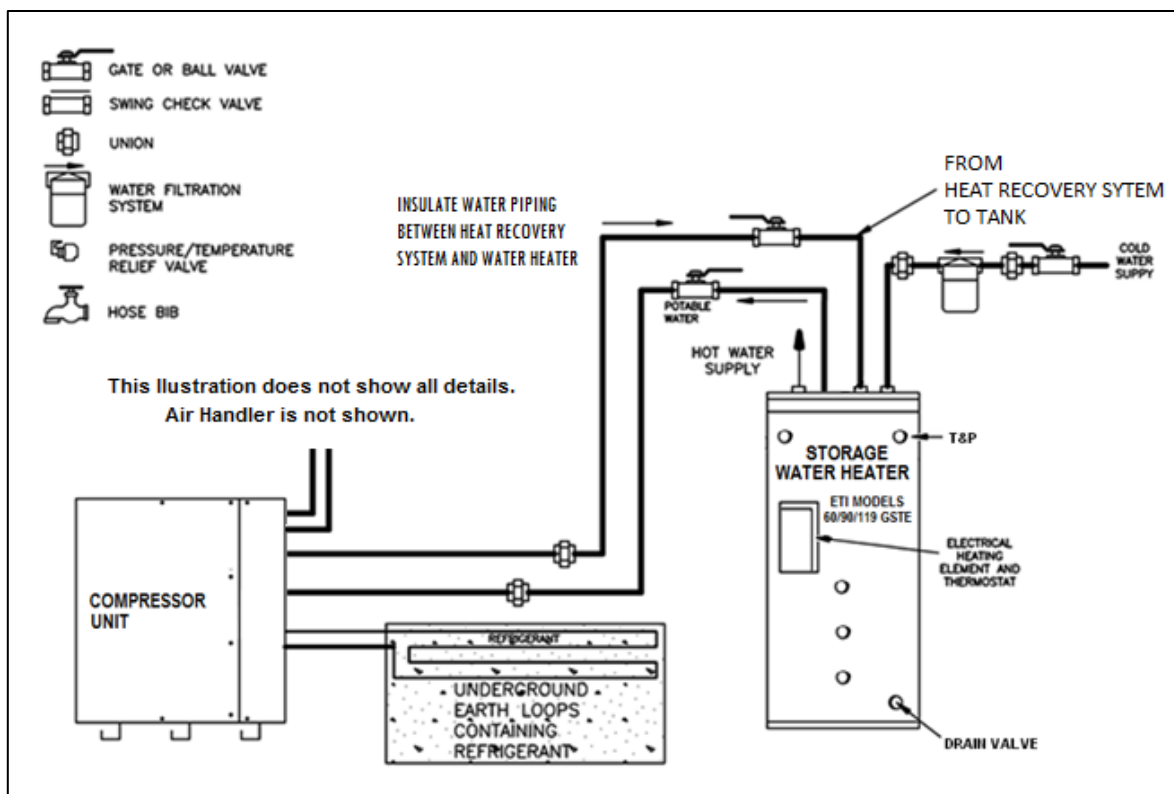 GATE OR BALL VALVE
SWING CHECK VALVE
UNION
WATER FILTRATION
SYSTEM
PRESSURE/TEMPERATURE
RELIEF VALVE
HOSE BIB
INSULATE WATER PIPING
BETWEEN HEAT RECOVERY
SYSTEM AND WATER HEATER
FROM
HEAT RECOVERY SYTEM
TO TANK
COLD
WATER
SUPPY
POTABLE
WATER
HOT WATER
SUPPLY
This Ilustration does not show all details.
Air Handler is not shown.
T&P
STORAGE
WATER HEATER
ETI MODELS
60/90/119 GSTE
ELECTRICAL
HEATING
ELEMENT AND
THERMOSTAT
COMPRESSOR
UNIT
REFRIGERANT
UNDERGROUND
EARTH LOOPS
CONTAINING
REFRIGERANT
DRAIN VALVE